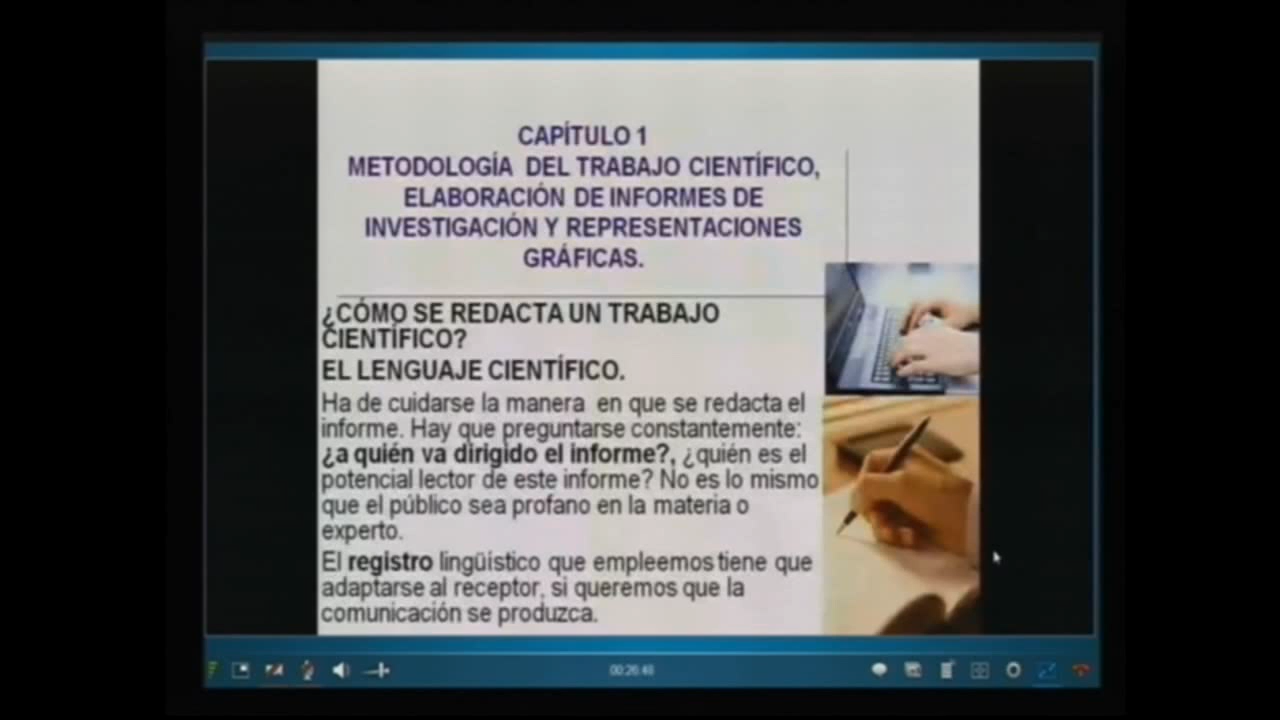 CAPÍTULO 1
METODOLOGÍA DEL TRABAJO CIENTÍFICO,
ELABORACIÓN DE INFORMES DE
INVESTIGACIÓN Y REPRESENTACIONES
GRÁFICAS.
¿CÓMO SE REDACTA UN TRABAJO
CIENTÍFICO?
EL LENGUAJE CIENTÍFICO.
Ha de cuidarse la manera en que se redacta el
informe. Hay que preguntarse constantemente:
¿a quién va dirigido el informe?, ¿quién es el
potencial lector de este informe? No es lo mismo
que el público sea profano en la materia o
experto.
El registro lingüístico que empleemos tiene que
adaptarse al receptor, si queremos que la
comunicación se produzca.